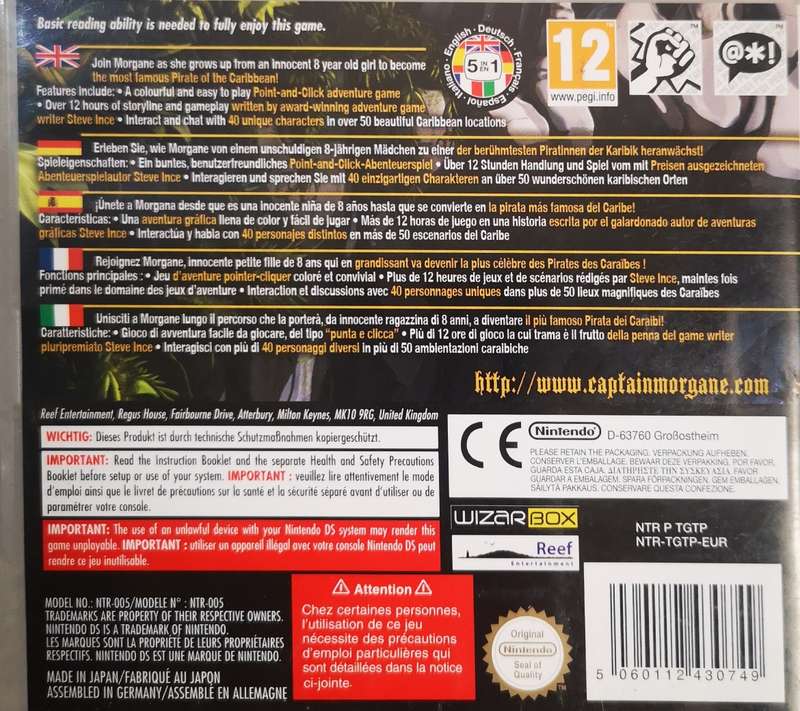 Basic reading ability is needed to fully enjoy this game.
Join Morgane as she grows up from an innocent 8 year old girl to become
the most famous Pirate of the Caribbean!
Features Include: • A colourful and easy to play Point-and-Click adventure game
• Over 12 hours of storyline and gameplay written by award-winning adventure game
writer Steve Ince • Interact and chat with 40 unique characters in over 50 beautiful Caribbean locations
English · Deutsch · Français · Español · Italiano
5 IN EN 1
12
www.pegi.info
@*!
Erleben Sie, wie Morgane von einem unschuldigen 8-jährigen Mädchen zu einer der berühmtesten Piratinnen der Karibik heranwächst!
Spieleigenschaften: • Ein buntes, benutzerfreundliches Point-and-Click-Abenteuerspiel • Über 12 Stunden Handlung und Spiel vom mit Preisen ausgezeichneten
Abenteuerspielautor Steve Ince • Interagieren und sprechen Sie mit 40 einzigartigen Charakteren an über 50 wunderschönen karibischen Orten
¡Únete a Morgana desde que es una inocente niña de 8 años hasta que se convierte en la pirata más famosa del Caribe!
Características: • Una aventura gráfica llena de color y fácil de jugar • Más de 12 horas de juego en una historia escrita por el galardonado autor de aventuras
gráficas Steve Ince • Interactúa y habla con 40 personajes distintos en más de 50 escenarios del Caribe
Rejoignez Morgane, innocente petite fille de 8 ans qui en grandissant va devenir la plus célèbre des Pirates des Caraïbes !
Fonctions principales : • Jeu d'aventure pointer-cliquer coloré et convivial • Plus de 12 heures de jeux et de scénarios rédigés par Steve Ince, maintes fois
primé dans le domaine des jeux d'aventure • Interaction et discussions avec 40 personnages uniques dans plus de 50 lieux magnifiques des Caraïbes
Unisciti a Morgane lungo il percorso che la porterà, da innocente ragazzina di 8 anni, a diventare il più famoso Pirata dei Caraibi!
Caratteristiche: • Gioco di avventura facile da giocare, del tipo "punta e clicca" • Più di 12 ore di gioco la cui trama è il frutto della penna del game writer
pluripremiato Steve Ince • Interagisci con più di 40 personaggi diversi in più di 50 ambientazioni caraibiche
http://www.captainmorgane.com
Reef Entertainment, Regus House, Fairbourne Drive, Atterbury, Milton Keynes, MK10 9RG, United Kingdom
WICHTIG: Dieses Produkt ist durch technische Schutzmaßnahmen kopiergeschützt.
IMPORTANT: Read the Instruction Booklet and the separate Health and Safety Precautions
Booklet before setup or use of your system. IMPORTANT : veuillez lire attentivement le mode
d'emploi ainsi que le livret de précautions sur la santé et la sécurité séparé avant d'utiliser ou de
paramétrer votre console.
IMPORTANT: The use of an unlawful device with your Nintendo DS system may render this
game unplayable. IMPORTANT : utiliser un appareil illégal avec votre console Nintendo DS peut
rendre ce jeu inutilisable.
CE
Nintendo D-63760 Großostheim
PLEASE RETAIN THE PACKAGING. VERPACKUNG AUFHEBEN.
CONSERVER L'EMBALLAGE. BEWAAR DEZE VERPAKKING. POR FAVOR,
GUARDA ESTA CAJA. ΔΙΑΤΗΡΗΣΤΕ ΤΗΝ ΣΥΣΚΕΥΑΣΙΑ. FAVOR
GUARDAR A EMBALAGEM. SPARA FÖRPACKNINGEN. GEM EMBALLAGEN.
SÄILYTÄ PAKKAUS. CONSERVARE QUESTA CONFEZIONE.
WIZARBOX
Reef
Entertainment
NTR P TGTP
NTR-TGTP-EUR
MODEL NO.: NTR-005/MODÈLE N° : NTR-005
TRADEMARKS ARE PROPERTY OF THEIR RESPECTIVE OWNERS.
NINTENDO DS IS A TRADEMARK OF NINTENDO.
LES MARQUES SONT LA PROPRIÉTÉ DE LEURS PROPRIÉTAIRES
RESPECTIFS. NINTENDO DS EST UNE MARQUE DE NINTENDO.
MADE IN JAPAN/FABRIQUÉ AU JAPON
ASSEMBLED IN GERMANY/ASSEMBLÉ EN ALLEMAGNE
Attention
Chez certaines personnes,
l'utilisation de ce jeu
nécessite des précautions
d'emploi particulières qui
sont détaillées dans la notice
ci-jointe.
Original
Nintendo
Seal of
Quality
5 060112 430749